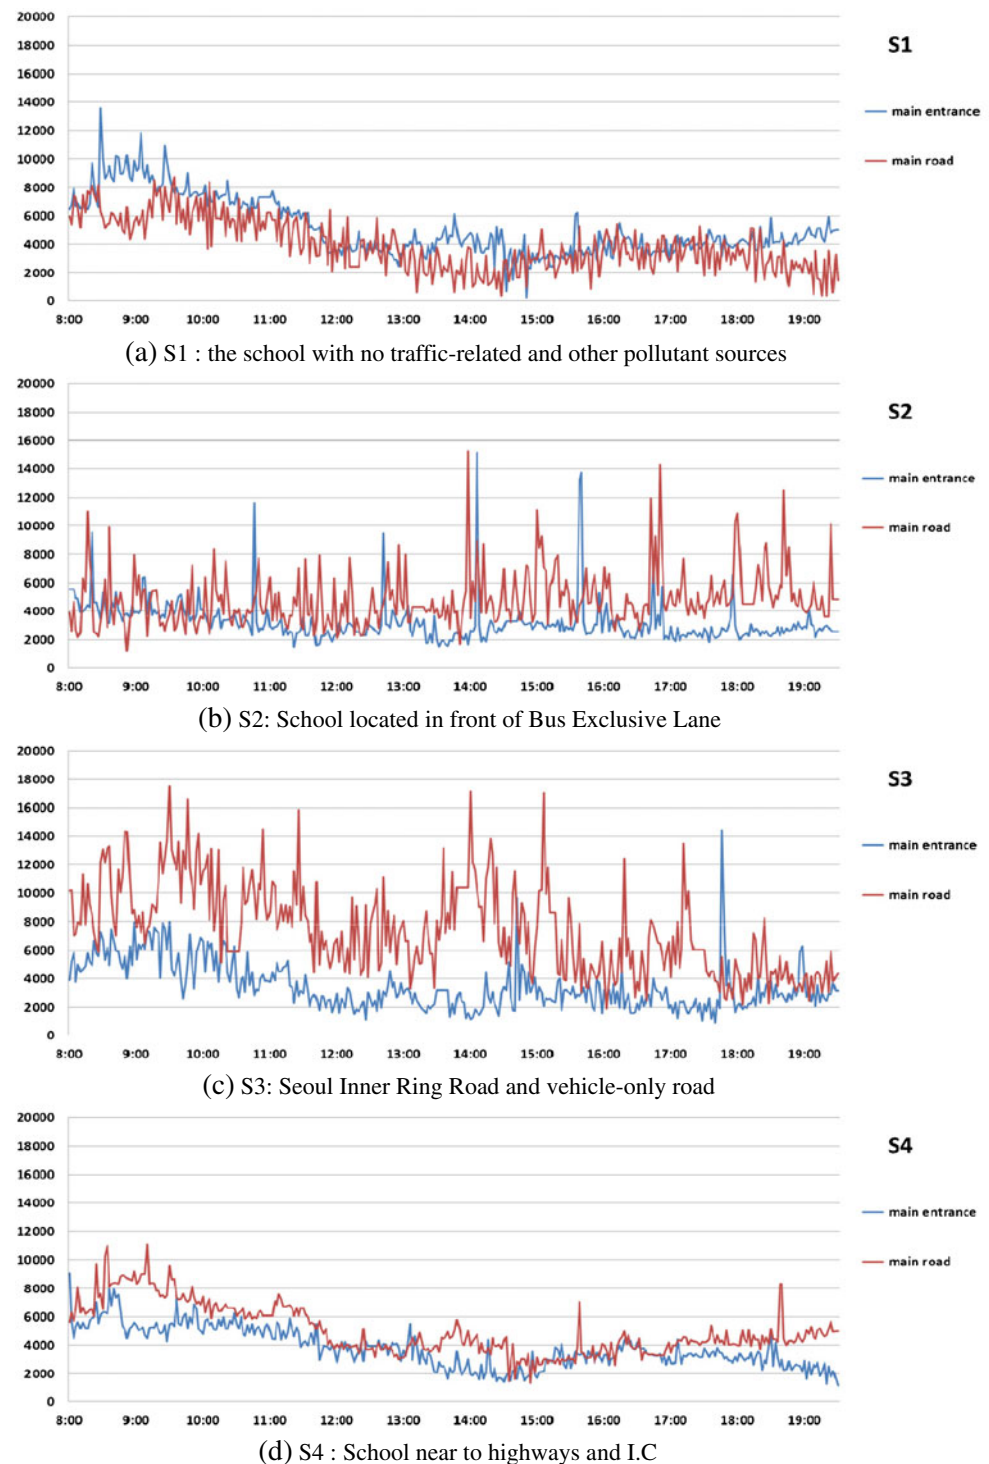 20000
18000
S1
16000
14000
main entrance
12000
10000
main road
8000
6000
4000
2000
0
8:00 9:00 10:00 11:00 12:00 13:00 14:00 15:00 16:00 17:00 18:00 19:00
(a) S1 : the school with no traffic-related and other pollutant sources
20000
18000
S2
16000
14000
main entrance
12000
10000
main road
8000
6000
4000
2000
0
8:00 9:00 10:00 11:00 12:00 13:00 14:00 15:00 16:00 17:00 18:00 19:00
(b) S2: School located in front of Bus Exclusive Lane
20000
18000
S3
16000
14000
main entrance
12000
10000
main road
8000
6000
4000
2000
0
8:00 9:00 10:00 11:00 12:00 13:00 14:00 15:00 16:00 17:00 18:00 19:00
(c) S3: Seoul Inner Ring Road and vehicle-only road
20000
18000
S4
16000
14000
main entrance
12000
10000
main road
8000
6000
4000
2000
0
8:00 9:00 10:00 11:00 12:00 13:00 14:00 15:00 16:00 17:00 18:00 19:00
(d) S4 : School near to highways and I.C